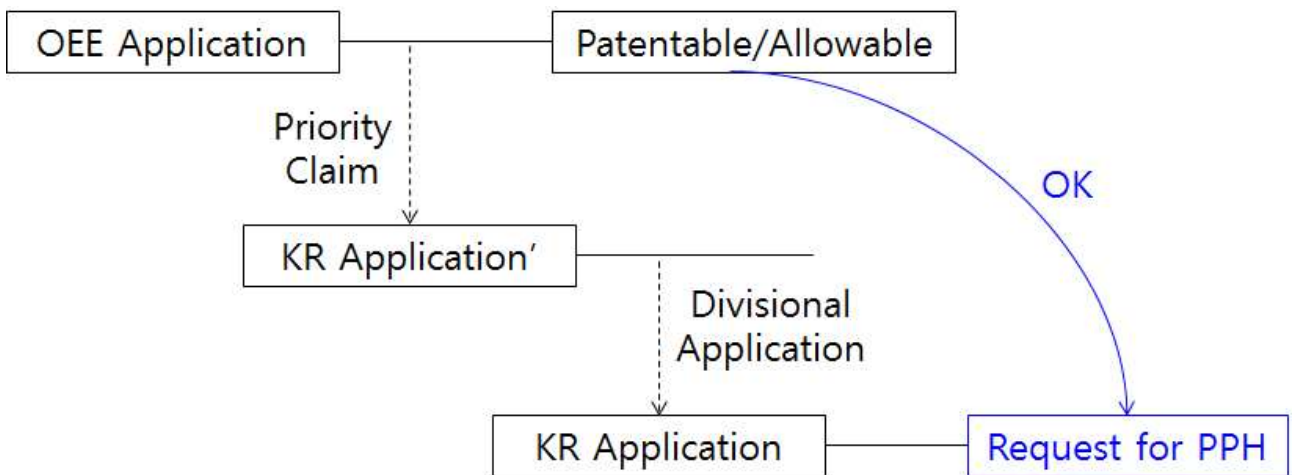 OEE Application
Patentable/Allowable
Priority
Claim
OK
KR Application′
Divisional
Application
KR Application
Request for PPH